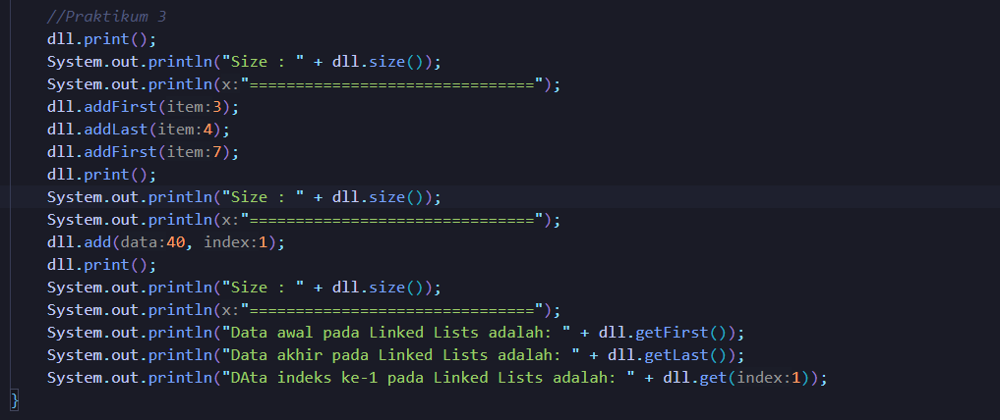 //Praktikum 3
dll.print();
System.out.println("Size : " + dll.size());
System.out.println(x:"===============================");
dll.addFirst(item:3);
dll.addLast(item:4);
dll.addFirst(item:7);
dll.print();
System.out.println("Size : " + dll.size());
System.out.println(x:"===============================");
dll.add(data:40, index:1);
dll.print();
System.out.println("Size : " + dll.size());
System.out.println(x:"===============================");
System.out.println("Data awal pada Linked Lists adalah: " + dll.getFirst());
System.out.println("Data akhir pada Linked Lists adalah: " + dll.getLast());
System.out.println("DAta indeks ke-1 pada Linked Lists adalah: " + dll.get(index:1));
}